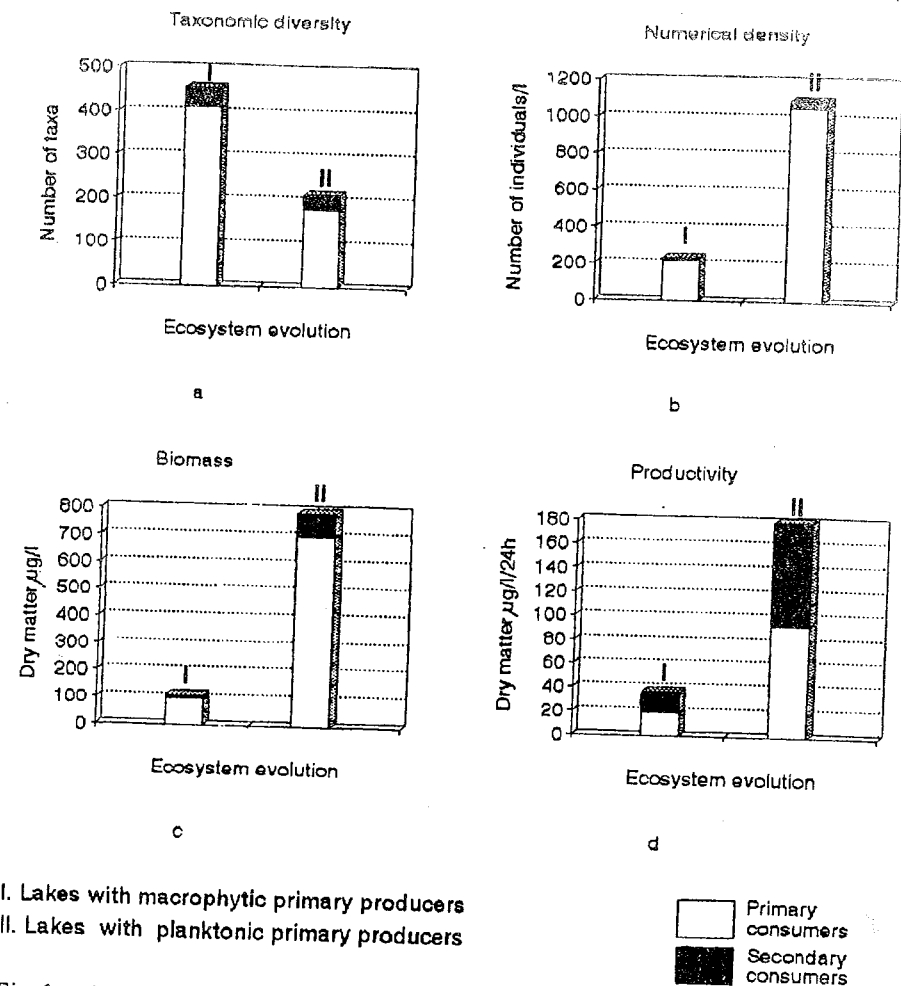 Taxonomic diversity
Number of taxa
500
400
300
200
100
0
I
II
Ecosystem evolution
a
Numerical density
Number of individuals/l
1200
1000
800
600
400
200
0
I
II
Ecosystem evolution
b
Biomass
Dry matter µg/l
800
700
600
500
400
300
200
100
0
I
II
Ecosystem evolution
c
Productivity
Dry matter µg/l/24h
180
160
140
120
100
80
60
40
20
0
I
II
Ecosystem evolution
d
I. Lakes with macrophytic primary producers
II. Lakes with planktonic primary producers
Primary
consumers
Secondary
consumers